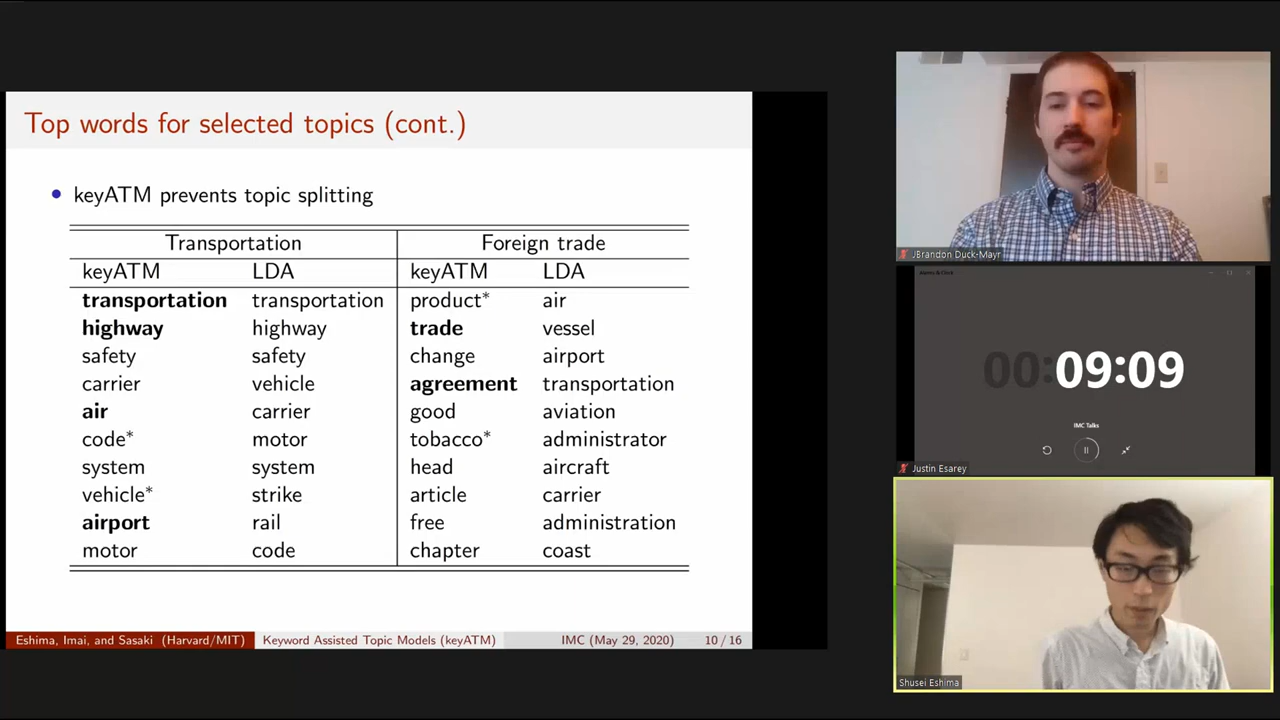 Top words for selected topics (cont.)
• keyATM prevents topic splitting
Transportation Foreign trade
keyATM LDA keyATM LDA
transportation transportation product* air
highway highway trade vessel
safety safety change airport
carrier vehicle agreement transportation
air carrier good aviation
code* motor tobacco* administrator
system system head aircraft
vehicle* strike article carrier
airport rail free administration
motor code chapter coast
Eshima, Imai, and Sasaki (Harvard/MIT) Keyword Assisted Topic Models (keyATM) IMC (May 29, 2020) 10 / 16
JBrandon Duck-Mayr
Alarms & Clock
00:09:09
IMC Talks
Justin Esarey
Shusei Eshima